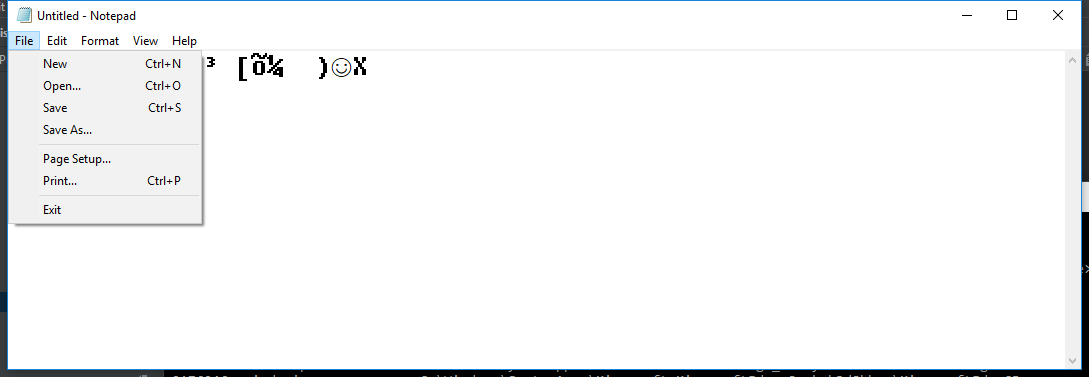 Untitled - Notepad
File Edit Format View Help
³ [õ¼ )☺X
New Ctrl+N
Open... Ctrl+O
Save Ctrl+S
Save As...
Page Setup...
Print... Ctrl+P
Exit